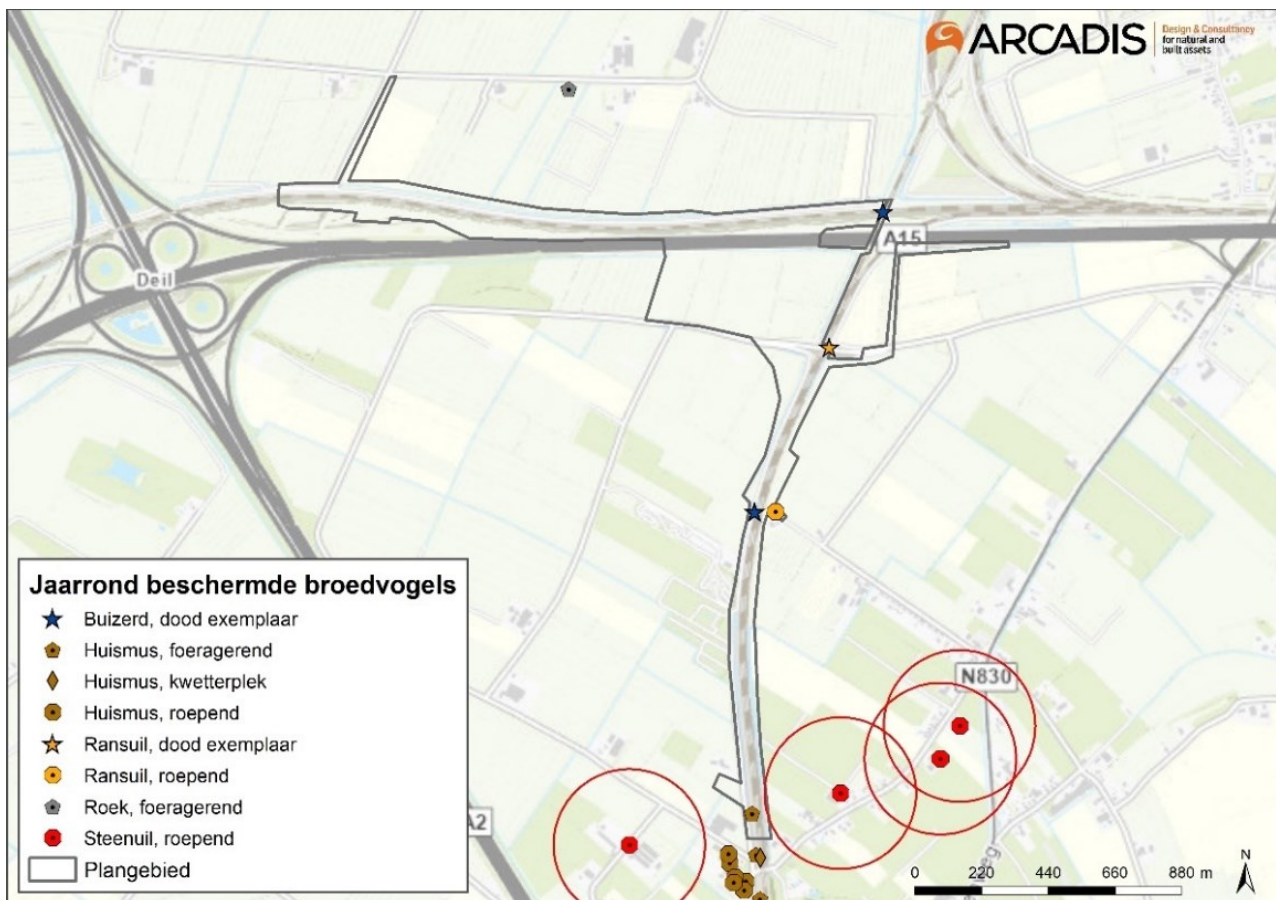 ARCADIS
Design & Consultancy
for natural and
built assets
A15
Deil
N830
A2
Jaarrond beschermde broedvogels
Buizerd, dood exemplaar
Huismus, foeragerend
Huismus, kwetterplek
Huismus, roepend
Ransuil, dood exemplaar
Ransuil, roepend
Roek, foeragerend
Steenuil, roepend
Plangebied
0 220 440 660 880 m
N